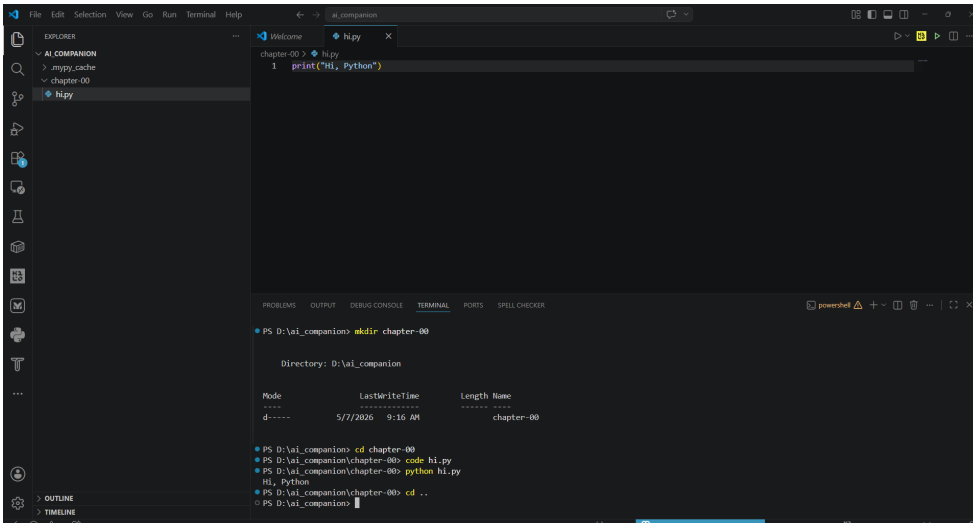 File Edit Selection View Go Run Terminal Help
ai_companion
EXPLORER
AI_COMPANION
.mypy_cache
chapter-00
hi.py
OUTLINE
TIMELINE
Welcome
hi.py
chapter-00 > hi.py
1 print("Hi, Python")
PROBLEMS OUTPUT DEBUG CONSOLE TERMINAL PORTS SPELL CHECKER
powershell
PS D:\ai_companion> mkdir chapter-00
Directory: D:\ai_companion
Mode LastWriteTime Length Name
---- ------------- ------ ----
d----- 5/7/2026 9:16 AM chapter-00
PS D:\ai_companion> cd chapter-00
PS D:\ai_companion\chapter-00> code hi.py
PS D:\ai_companion\chapter-00> python hi.py
Hi, Python
PS D:\ai_companion\chapter-00> cd ..
PS D:\ai_companion>